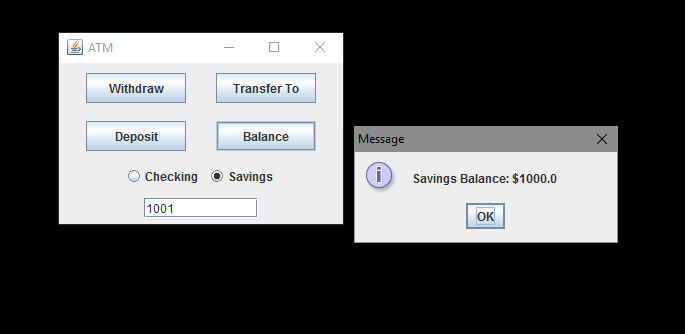 ATM
Withdraw
Transfer To
Deposit
Balance
Checking
Savings
1001
Message
i
Savings Balance: $1000.0
OK